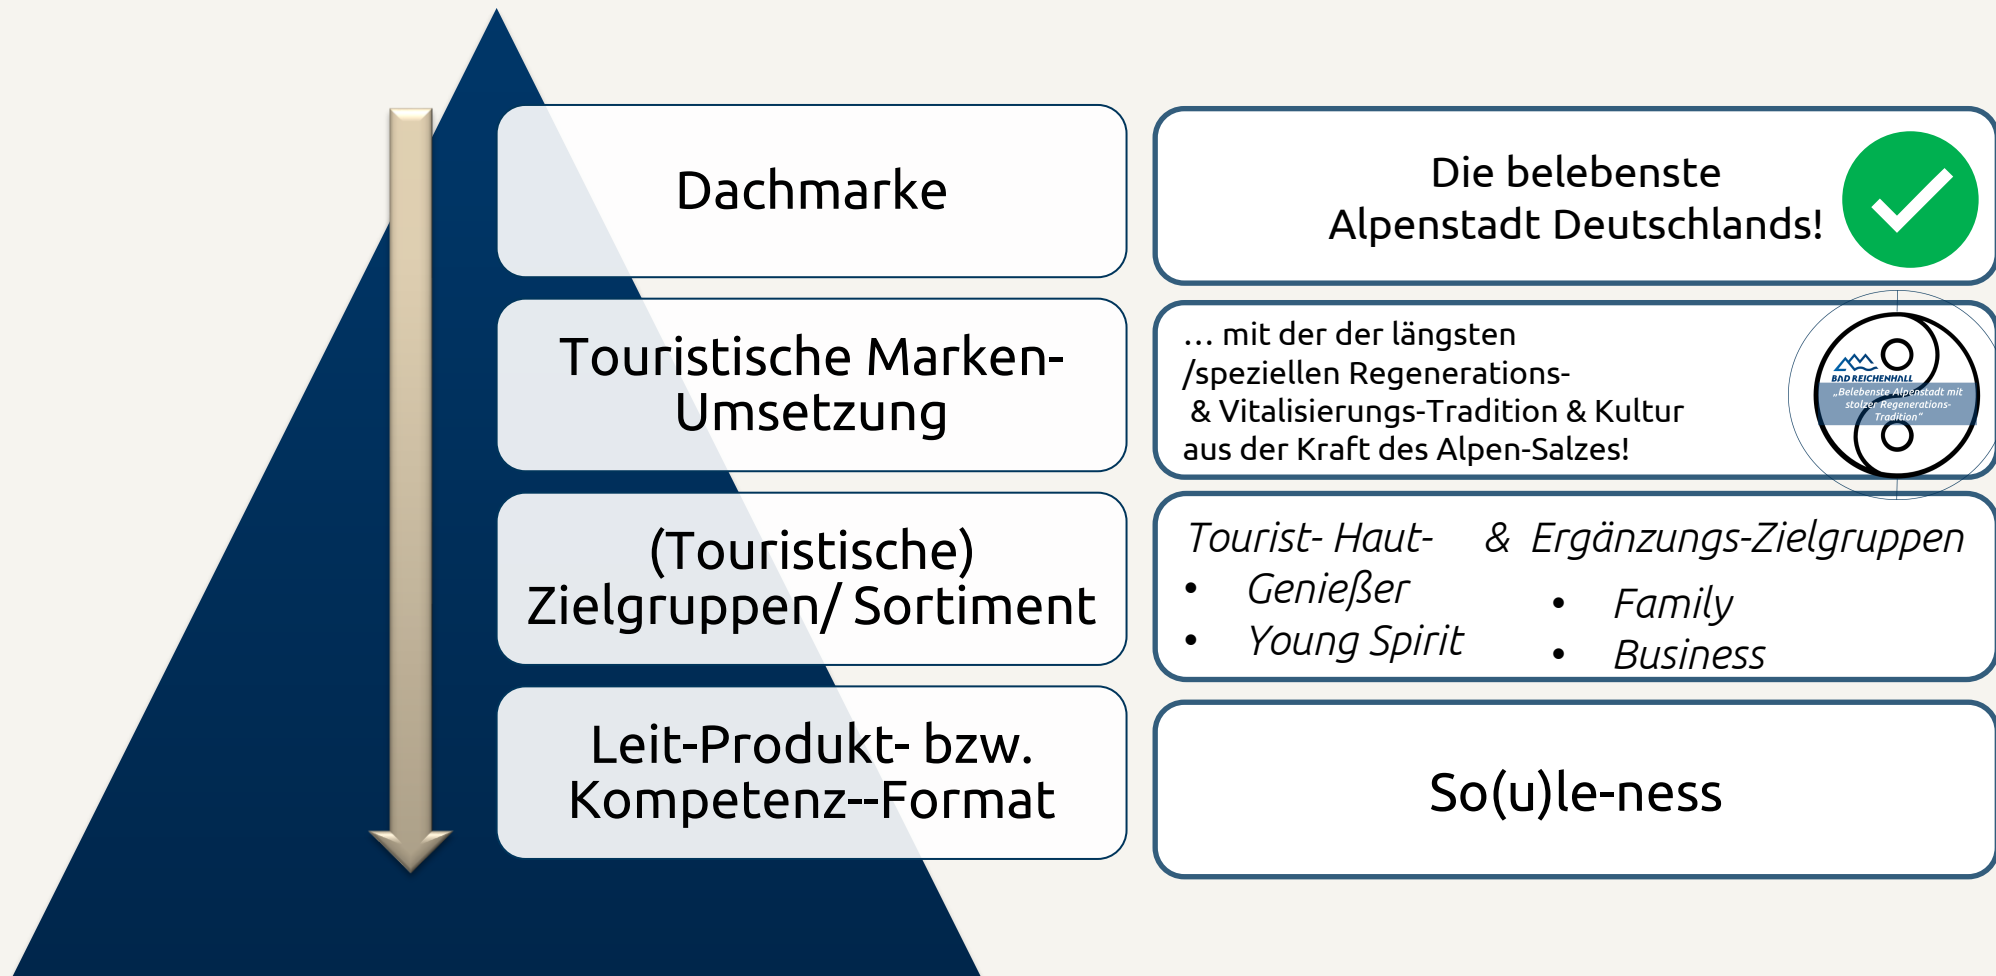 Dachmarke
Die belebenste
Alpenstadt Deutschlands!
Touristische Marken-
Umsetzung
… mit der der längsten
/speziellen Regenerations-
& Vitalisierungs-Tradition & Kultur
aus der Kraft des Alpen-Salzes!
BAD REICHENHALL
„Belebenste Alpenstadt mit
stolzer Regenerations-
Tradition“
(Touristische)
Zielgruppen/ Sortiment
Tourist- Haut- & Ergänzungs-Zielgruppen
• Genießer
• Young Spirit
• Family
• Business
Leit-Produkt- bzw.
Kompetenz--Format
So(u)le-ness